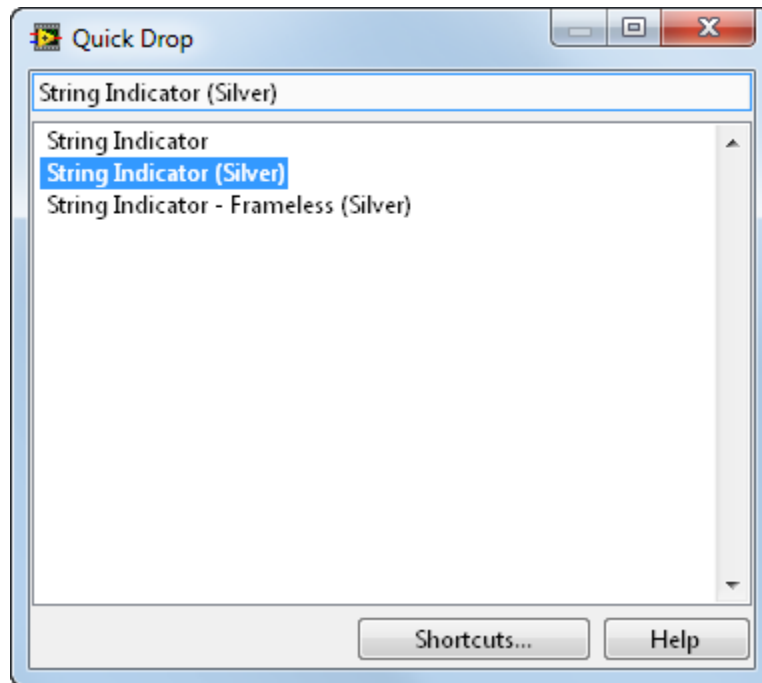 Quick Drop
String Indicator (Silver)
String Indicator
String Indicator (Silver)
String Indicator - Frameless (Silver)
Shortcuts... Help